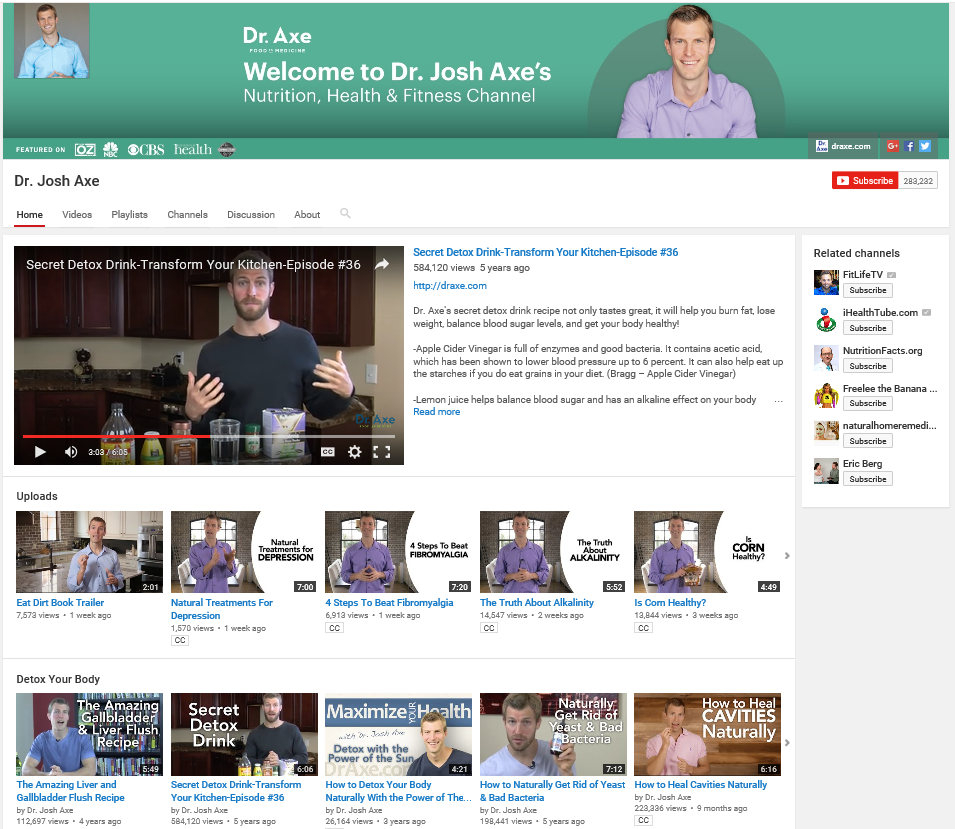 Dr. Axe
FOOD IS MEDICINE
Welcome to Dr. Josh Axe's
Nutrition, Health & Fitness Channel
FEATURED ON OZ NBC CBS health
Dr. Axe draxe.com G+ f
Dr. Josh Axe
Subscribe 283,232
Home Videos Playlists Channels Discussion About
Secret Detox Drink-Transform Your Kitchen-Episode #36
Dr.Axe
3:03 / 6:05 CC
Secret Detox Drink-Transform Your Kitchen-Episode #36
584,120 views 5 years ago
http://draxe.com
Dr. Axe's secret detox drink recipe not only tastes great, it will help you burn fat, lose
weight, balance blood sugar levels, and get your body healthy!
-Apple Cider Vinegar is full of enzymes and good bacteria. It contains acetic acid,
which has been shown to lower blood pressure up to 6 percent. It can also help eat up
the starches if you do eat grains in your diet. (Bragg – Apple Cider Vinegar)
-Lemon juice helps balance blood sugar and has an alkaline effect on your body ...
Read more
Related channels
FitLifeTV
Subscribe
iHealthTube.com
Subscribe
NutritionFacts.org
Subscribe
Freelee the Banana ...
Subscribe
naturalhomeremedi...
Subscribe
Eric Berg
Subscribe
Uploads
2:01
Eat Dirt Book Trailer
7,573 views • 1 week ago
Natural
Treatments for
DEPRESSION
7:00
Natural Treatments For
Depression
1,570 views • 1 week ago
CC
4 Steps To Beat
FIBROMYALGIA
7:20
4 Steps To Beat Fibromyalgia
6,913 views • 1 week ago
CC
The Truth
About
ALKALINITY
5:52
The Truth About Alkalinity
14,547 views • 2 weeks ago
CC
Is
CORN
Healthy?
4:49
Is Corn Healthy?
13,844 views • 3 weeks ago
CC
Detox Your Body
The Amazing
Gallbladder
& Liver Flush
Recipe
5:49
The Amazing Liver and
Gallbladder Flush Recipe
by Dr. Josh Axe
112,697 views • 4 years ago
Secret
Detox
Drink
6:06
Secret Detox Drink-Transform
Your Kitchen-Episode #36
by Dr. Josh Axe
584,120 views • 5 years ago
Maximize YOUR Health
with Dr. Josh Axe
Detox with the
Power of the Sun
DrAxe.com
4:21
How to Detox Your Body
Naturally With the Power of The...
by Dr. Josh Axe
26,164 views • 3 years ago
Naturally
Get Rid of
Yeast & Bad
Bacteria
7:12
How to Naturally Get Rid of Yeast
& Bad Bacteria
by Dr. Josh Axe
198,441 views • 5 years ago
How to Heal
CAVITIES
Naturally
6:16
How to Heal Cavities Naturally
by Dr. Josh Axe
223,336 views • 9 months ago
CC